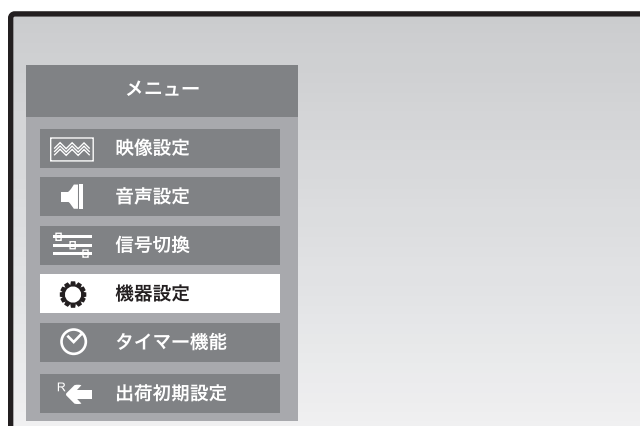 メニュー
映像設定
音声設定
信号切換
機器設定
タイマー機能
R
出荷初期設定